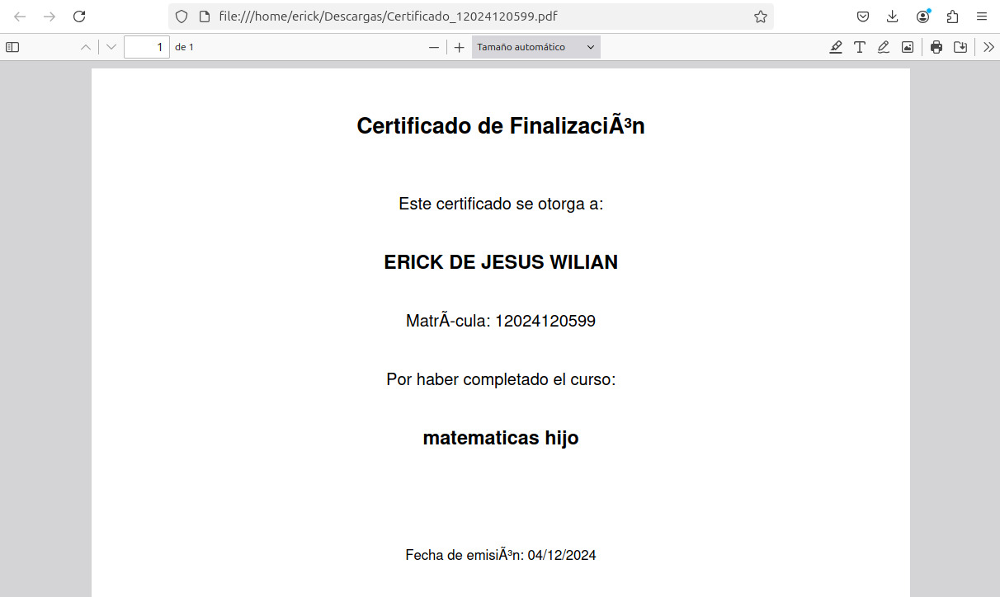 file:///home/erick/Descargas/Certificado_12024120599.pdf
1 de 1 Tamaño automático
Certificado de FinalizaciÃ³n
Este certificado se otorga a:
ERICK DE JESUS WILIAN
MatrÃ-cula: 12024120599
Por haber completado el curso:
matematicas hijo
Fecha de emisiÃ³n: 04/12/2024